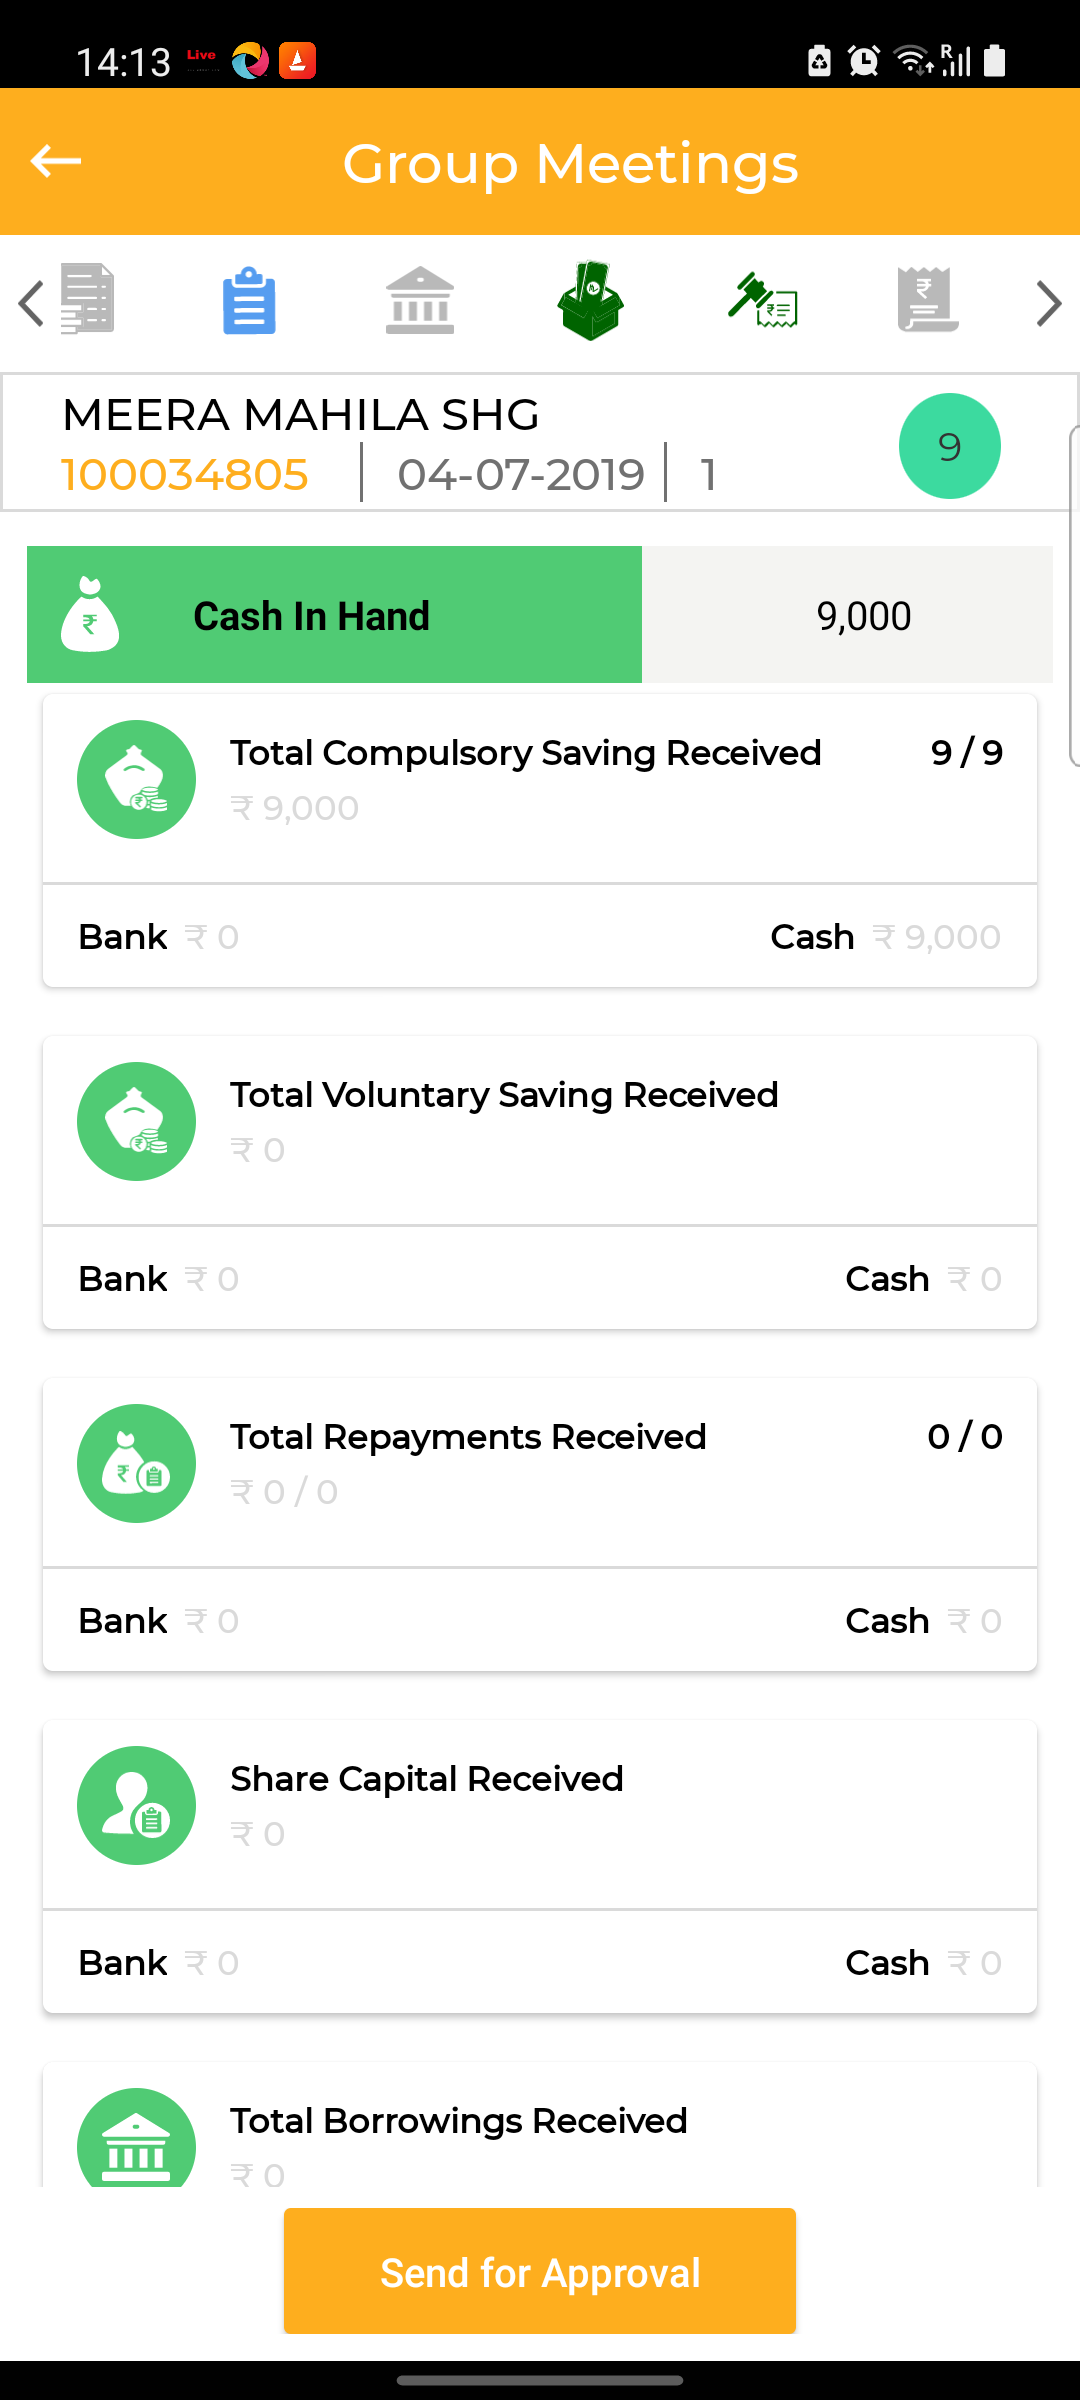 14:13 Live R
Group Meetings
MEERA MAHILA SHG
100034805 04-07-2019 1
9
Cash In Hand 9,000
Total Compulsory Saving Received 9 / 9
₹ 9,000
Bank ₹ 0 Cash ₹ 9,000
Total Voluntary Saving Received
₹ 0
Bank ₹ 0 Cash ₹ 0
Total Repayments Received 0 / 0
₹ 0 / 0
Bank ₹ 0 Cash ₹ 0
Share Capital Received
₹ 0
Bank ₹ 0 Cash ₹ 0
Total Borrowings Received
₹ 0
Send for Approval